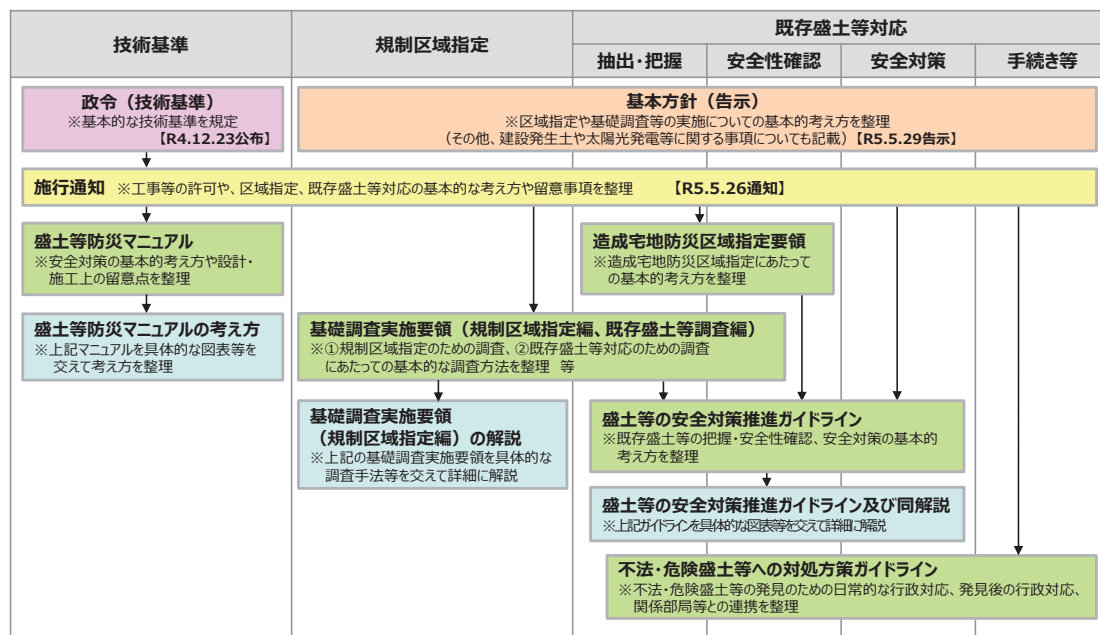 技術基準
規制区域指定
既存盛土等対応
抽出・把握
安全性確認
安全対策
手続き等
政令（技術基準）
※基本的な技術基準を規定
【R4.12.23公布】
基本方針（告示）
※区域指定や基礎調査等の実施についての基本的考え方を整理
（その他、建設発生土や太陽光発電等に関する事項についても記載）【R5.5.29告示】
施行通知 ※工事等の許可や、区域指定、既存盛土等対応の基本的な考え方や留意事項を整理 【R5.5.26通知】
盛土等防災マニュアル
※安全対策の基本的考え方や設計・
施工上の留意点を整理
造成宅地防災区域指定要領
※造成宅地防災区域指定にあたって
の基本的考え方を整理
盛土等防災マニュアルの考え方
※上記マニュアルを具体的な図表等を
交えて考え方を整理
基礎調査実施要領（規制区域指定編、既存盛土等調査編）
※①規制区域指定のための調査、②既存盛土等対応のための調査
にあたっての基本的な調査方法を整理 等
基礎調査実施要領
（規制区域指定編）の解説
※上記の基礎調査実施要領を具体的な
調査手法等を交えて詳細に解説
盛土等の安全対策推進ガイドライン
※既存盛土等の把握・安全性確認、安全対策の基本的
考え方を整理
盛土等の安全対策推進ガイドライン及び同解説
※上記ガイドラインを具体的な図表等を交えて詳細に解説
不法・危険盛土等への対処方策ガイドライン
※不法・危険盛土等の発見のための日常的な行政対応、発見後の行政対応、
関係部局等との連携を整理